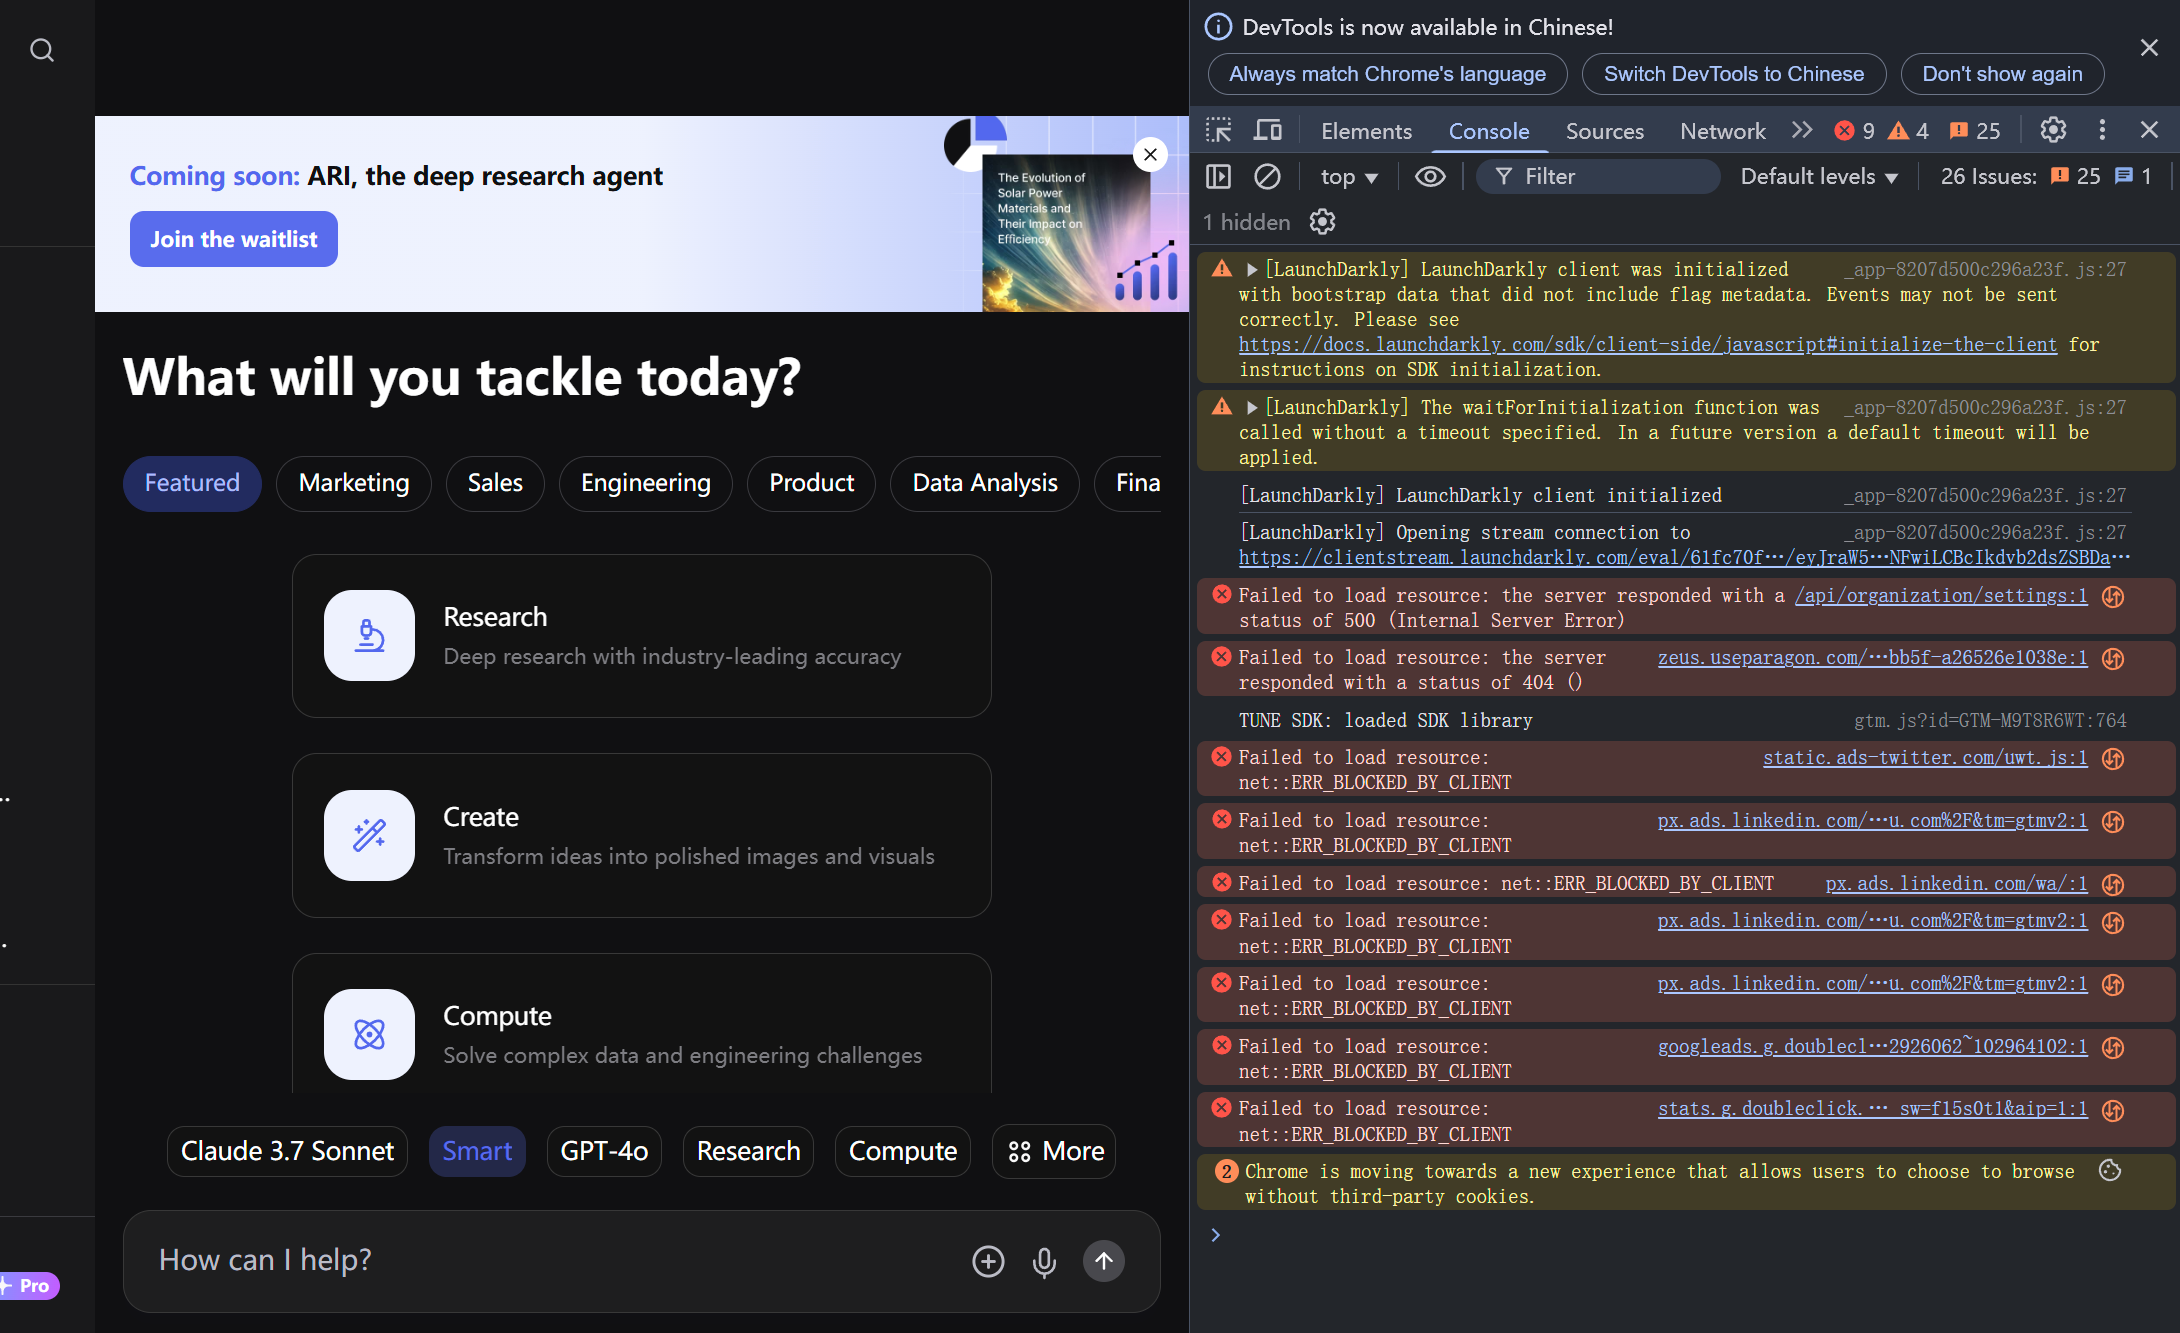 Coming soon: ARI, the deep research agent
Join the waitlist
The Evolution of
Solar Power
Materials and
Their Impact on
Efficiency
What will you tackle today?
Featured
Marketing
Sales
Engineering
Product
Data Analysis
Fina
Research
Deep research with industry-leading accuracy
Create
Transform ideas into polished images and visuals
Compute
Solve complex data and engineering challenges
Claude 3.7 Sonnet
Smart
GPT-4o
Research
Compute
More
How can I help?
Pro
DevTools is now available in Chinese!
Always match Chrome's language
Switch DevTools to Chinese
Don't show again
Elements
Console
Sources
Network
9
4
25
top
Filter
Default levels
26 Issues:
25
1
1 hidden
[LaunchDarkly] LaunchDarkly client was initialized _app-8207d500c296a23f.js:27
with bootstrap data that did not include flag metadata. Events may not be sent
correctly. Please see
https://docs.launchdarkly.com/sdk/client-side/javascript#initialize-the-client for
instructions on SDK initialization.
[LaunchDarkly] The waitForInitialization function was _app-8207d500c296a23f.js:27
called without a timeout specified. In a future version a default timeout will be
applied.
[LaunchDarkly] LaunchDarkly client initialized _app-8207d500c296a23f.js:27
[LaunchDarkly] Opening stream connection to _app-8207d500c296a23f.js:27
https://clientstream.launchdarkly.com/eval/61fc70f…/eyJraW5…NFwiLCBcIkdvb2dsZSBDa…
Failed to load resource: the server responded with a /api/organization/settings:1
status of 500 (Internal Server Error)
Failed to load resource: the server zeus.useparagon.com/…bb5f-a26526e1038e:1
responded with a status of 404 ()
TUNE SDK: loaded SDK library gtm.js?id=GTM-M9T8R6WT:764
Failed to load resource: static.ads-twitter.com/uwt.js:1
net::ERR_BLOCKED_BY_CLIENT
Failed to load resource: px.ads.linkedin.com/…u.com%2F&tm=gtmv2:1
net::ERR_BLOCKED_BY_CLIENT
Failed to load resource: net::ERR_BLOCKED_BY_CLIENT px.ads.linkedin.com/wa/:1
Failed to load resource: px.ads.linkedin.com/…u.com%2F&tm=gtmv2:1
net::ERR_BLOCKED_BY_CLIENT
Failed to load resource: px.ads.linkedin.com/…u.com%2F&tm=gtmv2:1
net::ERR_BLOCKED_BY_CLIENT
Failed to load resource: googleads.g.doublecl…2926062~102964102:1
net::ERR_BLOCKED_BY_CLIENT
Failed to load resource: stats.g.doubleclick.… sw=f15s0t1&aip=1:1
net::ERR_BLOCKED_BY_CLIENT
2 Chrome is moving towards a new experience that allows users to choose to browse
without third-party cookies.